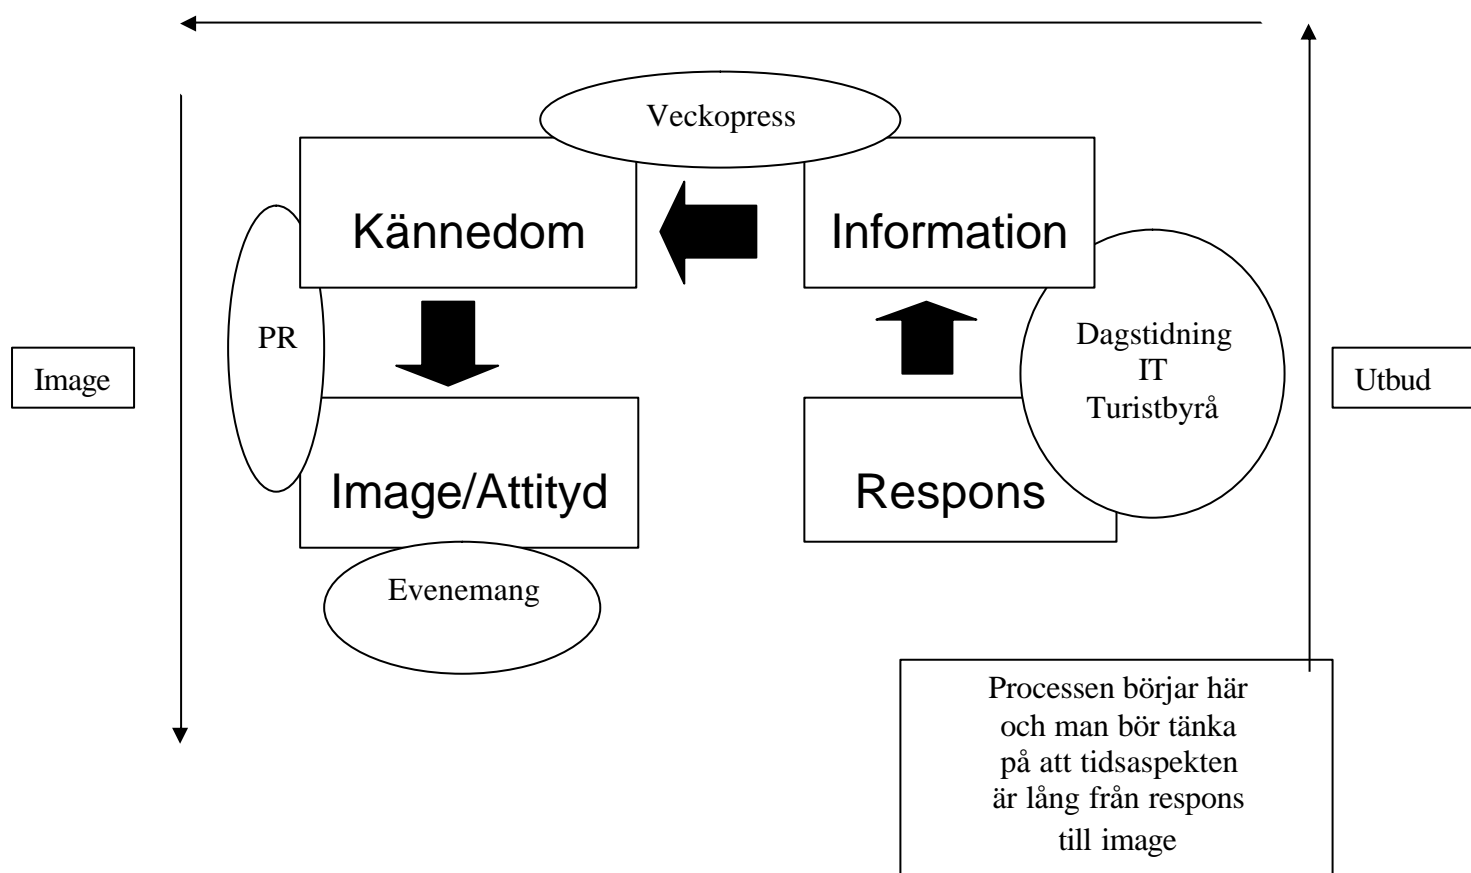 Veckopress
Kännedom
Information
PR
Dagstidning
IT
Turistbyrå
Image
Utbud
Image/Attityd
Respons
Evenemang
Processen börjar här
och man bör tänka
på att tidsaspekten
är lång från respons
till image